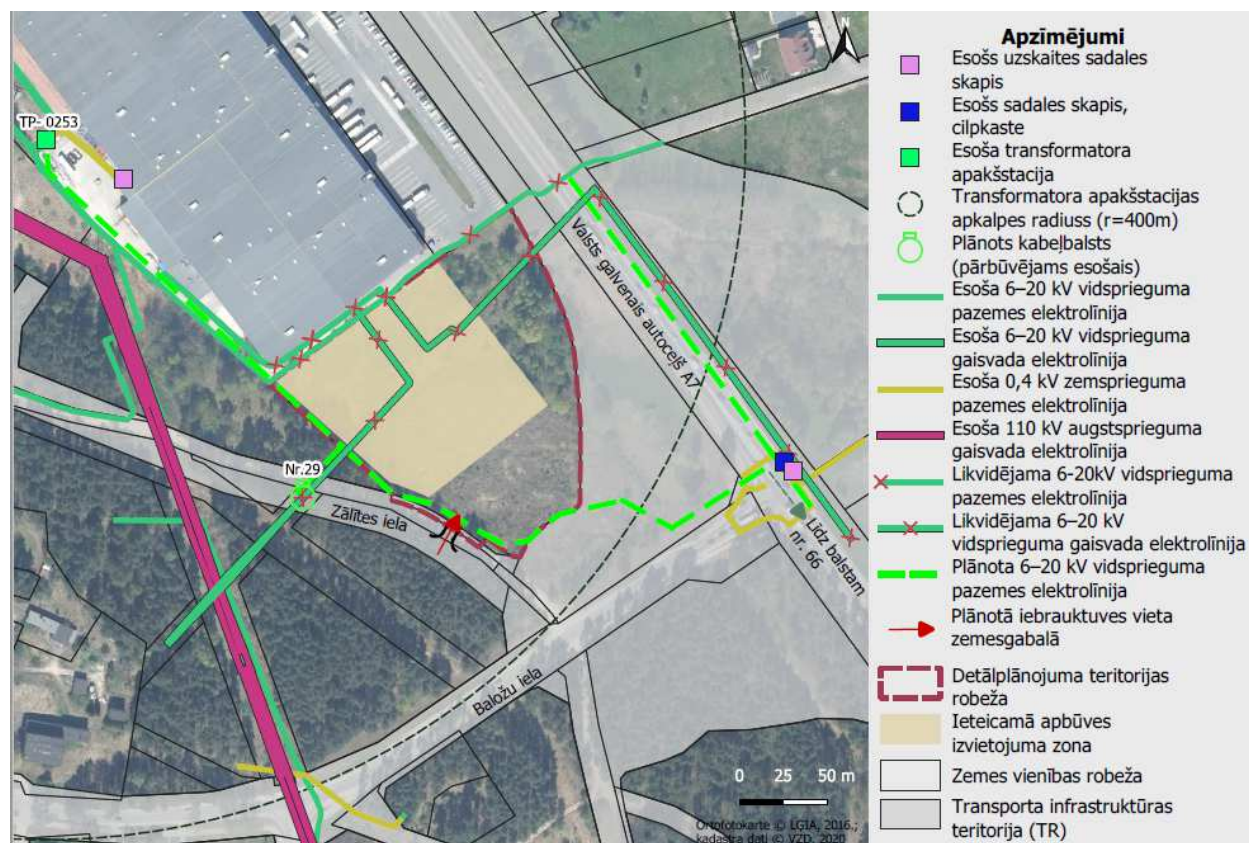 TP- 0253
N
Valsts galvenais autoceļš A7
Nr.29
Zālītes iela
Līdz balstam
nr. 66
Baložu iela
0 25 50 m
Ortofotokarte © LĢIA, 2016.;
kadastra dati © VZD, 2020
Apzīmējumi
Esošs uzskaites sadales
skapis
Esošs sadales skapis,
cilpkaste
Esoša transformatora
apakšstacija
Transformatora apakšstacijas
apkalpes radiuss (r=400m)
Plānots kabeļbalsts
(pārbūvējams esošais)
Esoša 6–20 kV vidsprieguma
pazemes elektrolīnija
Esoša 6–20 kV vidsprieguma
gaisvada elektrolīnija
Esoša 0,4 kV zemsprieguma
pazemes elektrolīnija
Esoša 110 kV augstsprieguma
gaisvada elektrolīnija
Likvidējama 6-20kV vidsprieguma
pazemes elektrolīnija
Likvidējama 6–20 kV
vidsprieguma gaisvada elektrolīnija
Plānota 6–20 kV vidsprieguma
pazemes elektrolīnija
Plānotā iebrauktuves vieta
zemesgabalā
Detālplānojuma teritorijas
robeža
Ieteicamā apbūves
izvietojuma zona
Zemes vienības robeža
Transporta infrastruktūras
teritorija (TR)